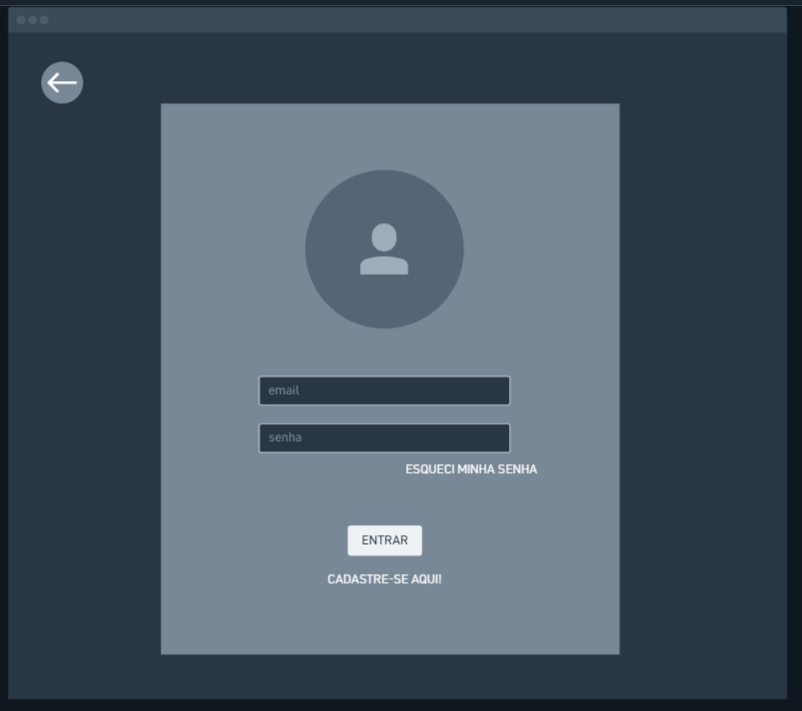 email
senha
ESQUECI MINHA SENHA
ENTRAR
CADASTRE-SE AQUI!